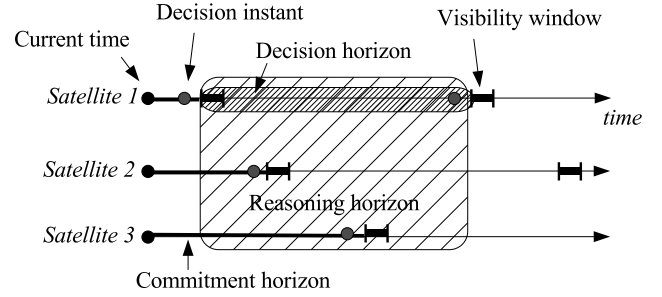 Decision instant
Visibility window
Current time
Decision horizon
Satellite 1
time
Satellite 2
Reasoning horizon
Satellite 3
Commitment horizon